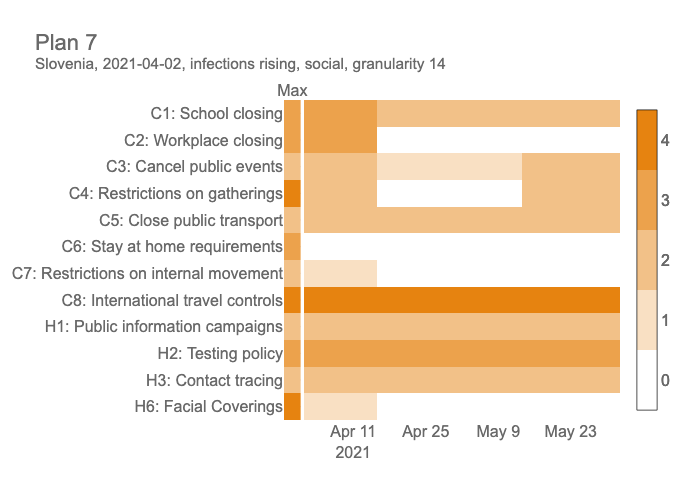 Plan 7
Slovenia, 2021-04-02, infections rising, social, granularity 14
Max
C1: School closing
C2: Workplace closing
C3: Cancel public events
C4: Restrictions on gatherings
C5: Close public transport
C6: Stay at home requirements
C7: Restrictions on internal movement
C8: International travel controls
H1: Public information campaigns
H2: Testing policy
H3: Contact tracing
H6: Facial Coverings
4
3
2
1
0
Apr 11 Apr 25 May 9 May 23
2021